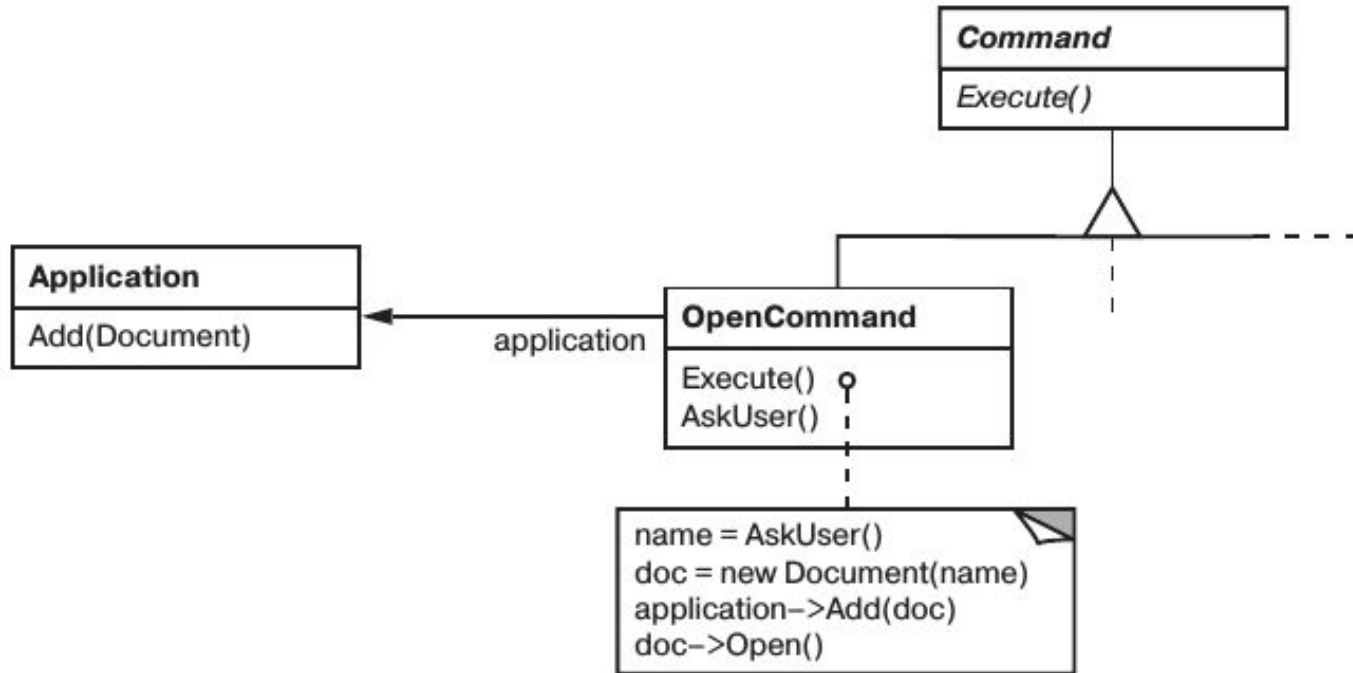 Command
Execute()
Application
Add(Document)
application
OpenCommand
Execute()
AskUser()
name = AskUser()
doc = new Document(name)
application−>Add(doc)
doc−>Open()